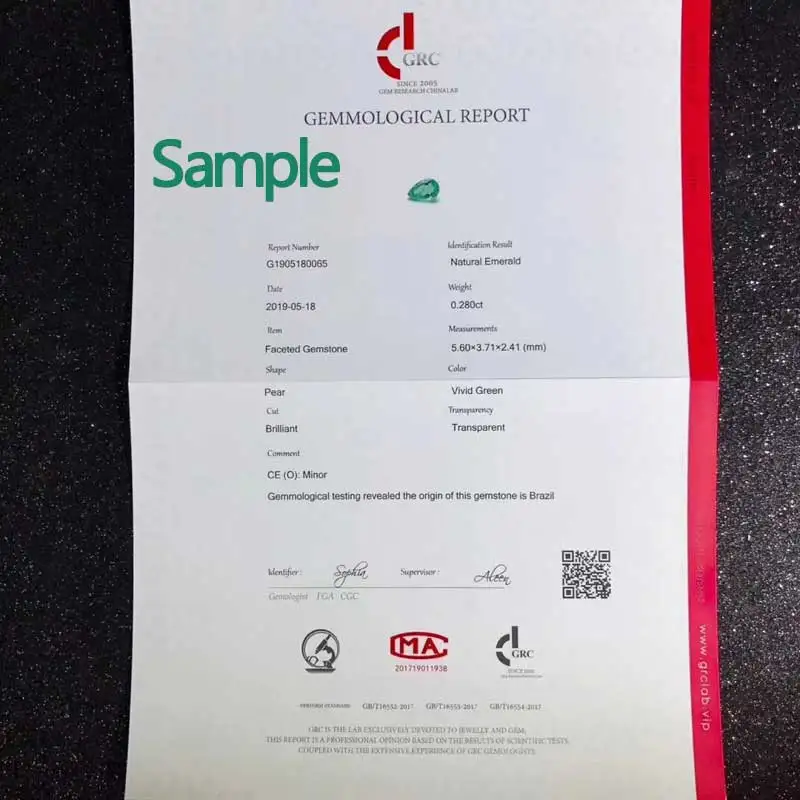 GRC
SINCE 2005
GEM RESEARCH CHINALAB
GEMMOLOGICAL REPORT
Sample
Report Number
Identification Result
G1905180065
Natural Emerald
Date
Weight
2019-05-18
0.280ct
Item
Measurements
Faceted Gemstone
5.60×3.71×2.41 (mm)
Shape
Color
Pear
Vivid Green
Cut
Transparency
Brilliant
Transparent
Comment
CE (O): Minor
Gemmological testing revealed the origin of this gemstone is Brazil
Identifier : Sophia Supervisor : Aleen
Gemologist FGA CGC
MA
201719011938
GRC
SINCE 2005
PERFORM STANDARD GB/T16552-2017 GB/T16553-2017 GB/T16554-2017
GRC IS THE LAB EXCLUSIVELY DEVOTED TO JEWELLY AND GEM;
THIS REPORT IS A PROFESSIONAL OPINION BASED ON THE RESULTS OF SCIENTIFIC TESTS,
COUPLED WITH THE EXTENSIVE EXPERIENCE OF GRC GEMOLOGISTS.
www.grclab.vip